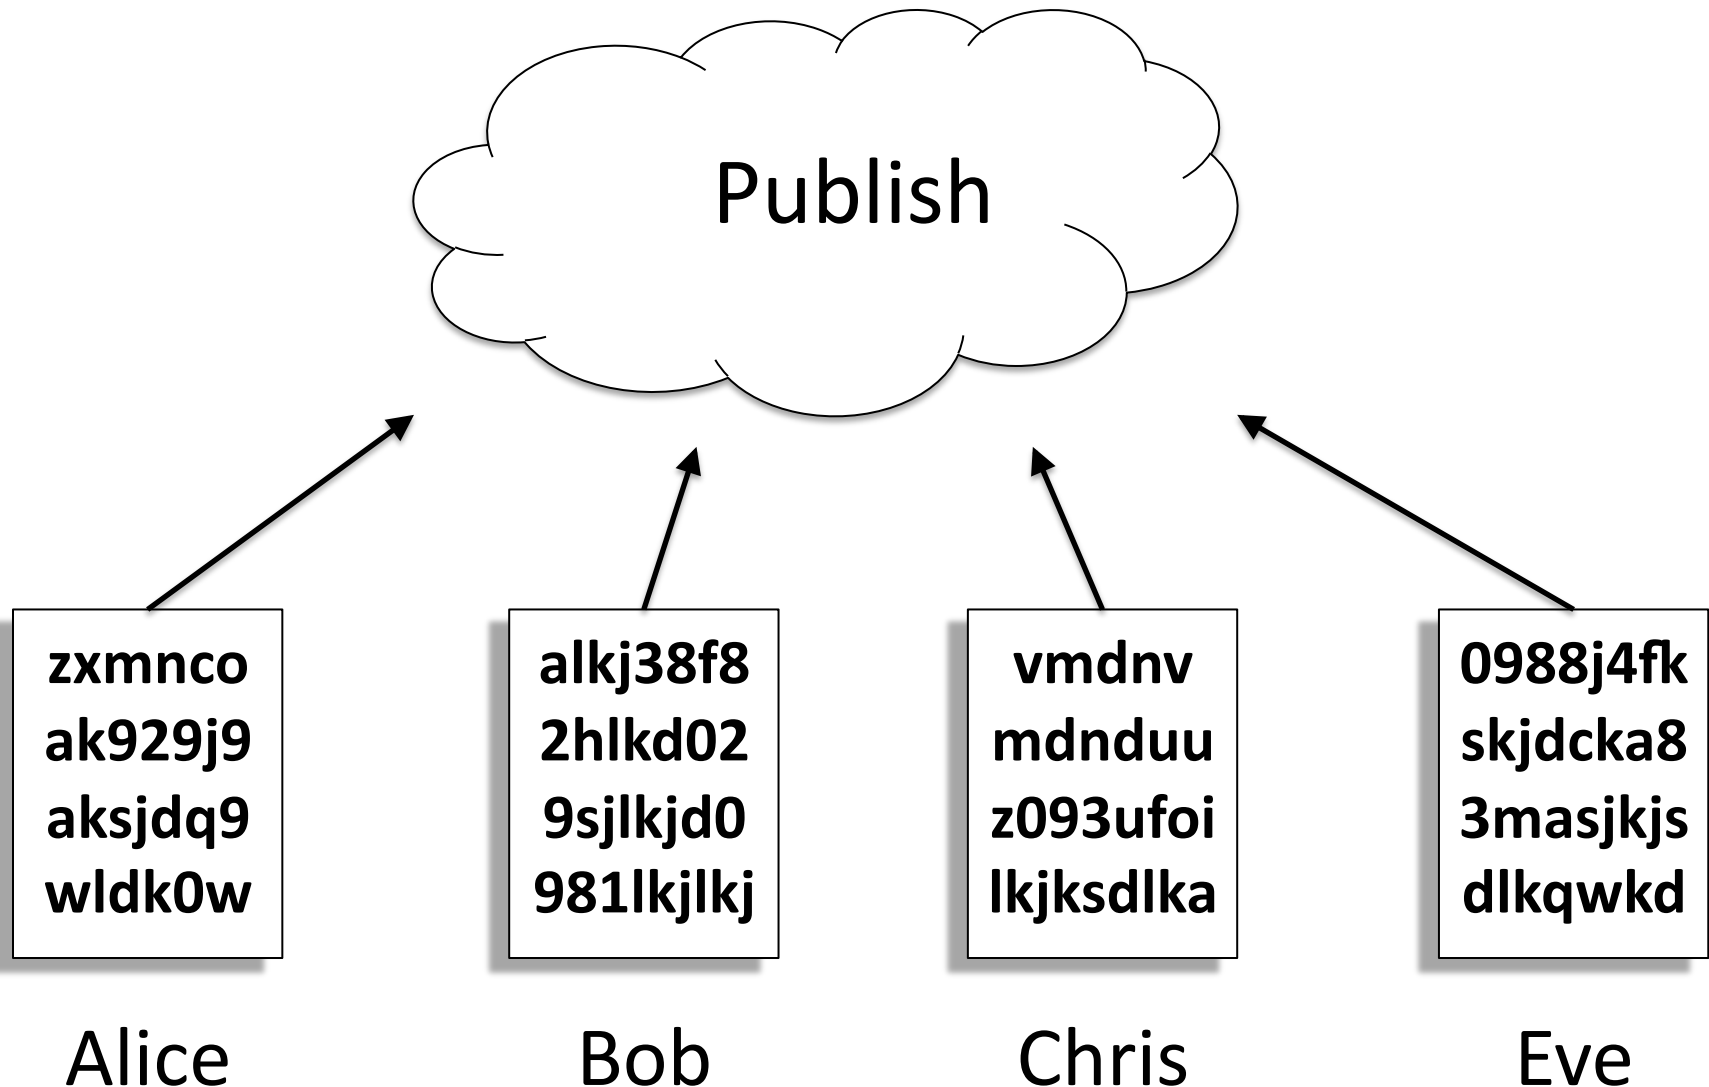 Publish
zxmnco
ak929j9
aksjdq9
wldk0w
alkj38f8
2hlkd02
9sjlkjd0
981lkjlkj
vmdnv
mdnduu
z093ufoi
lkjksdlka
0988j4fk
skjdcka8
3masjkjs
dlkqwkd
Alice
Bob
Chris
Eve